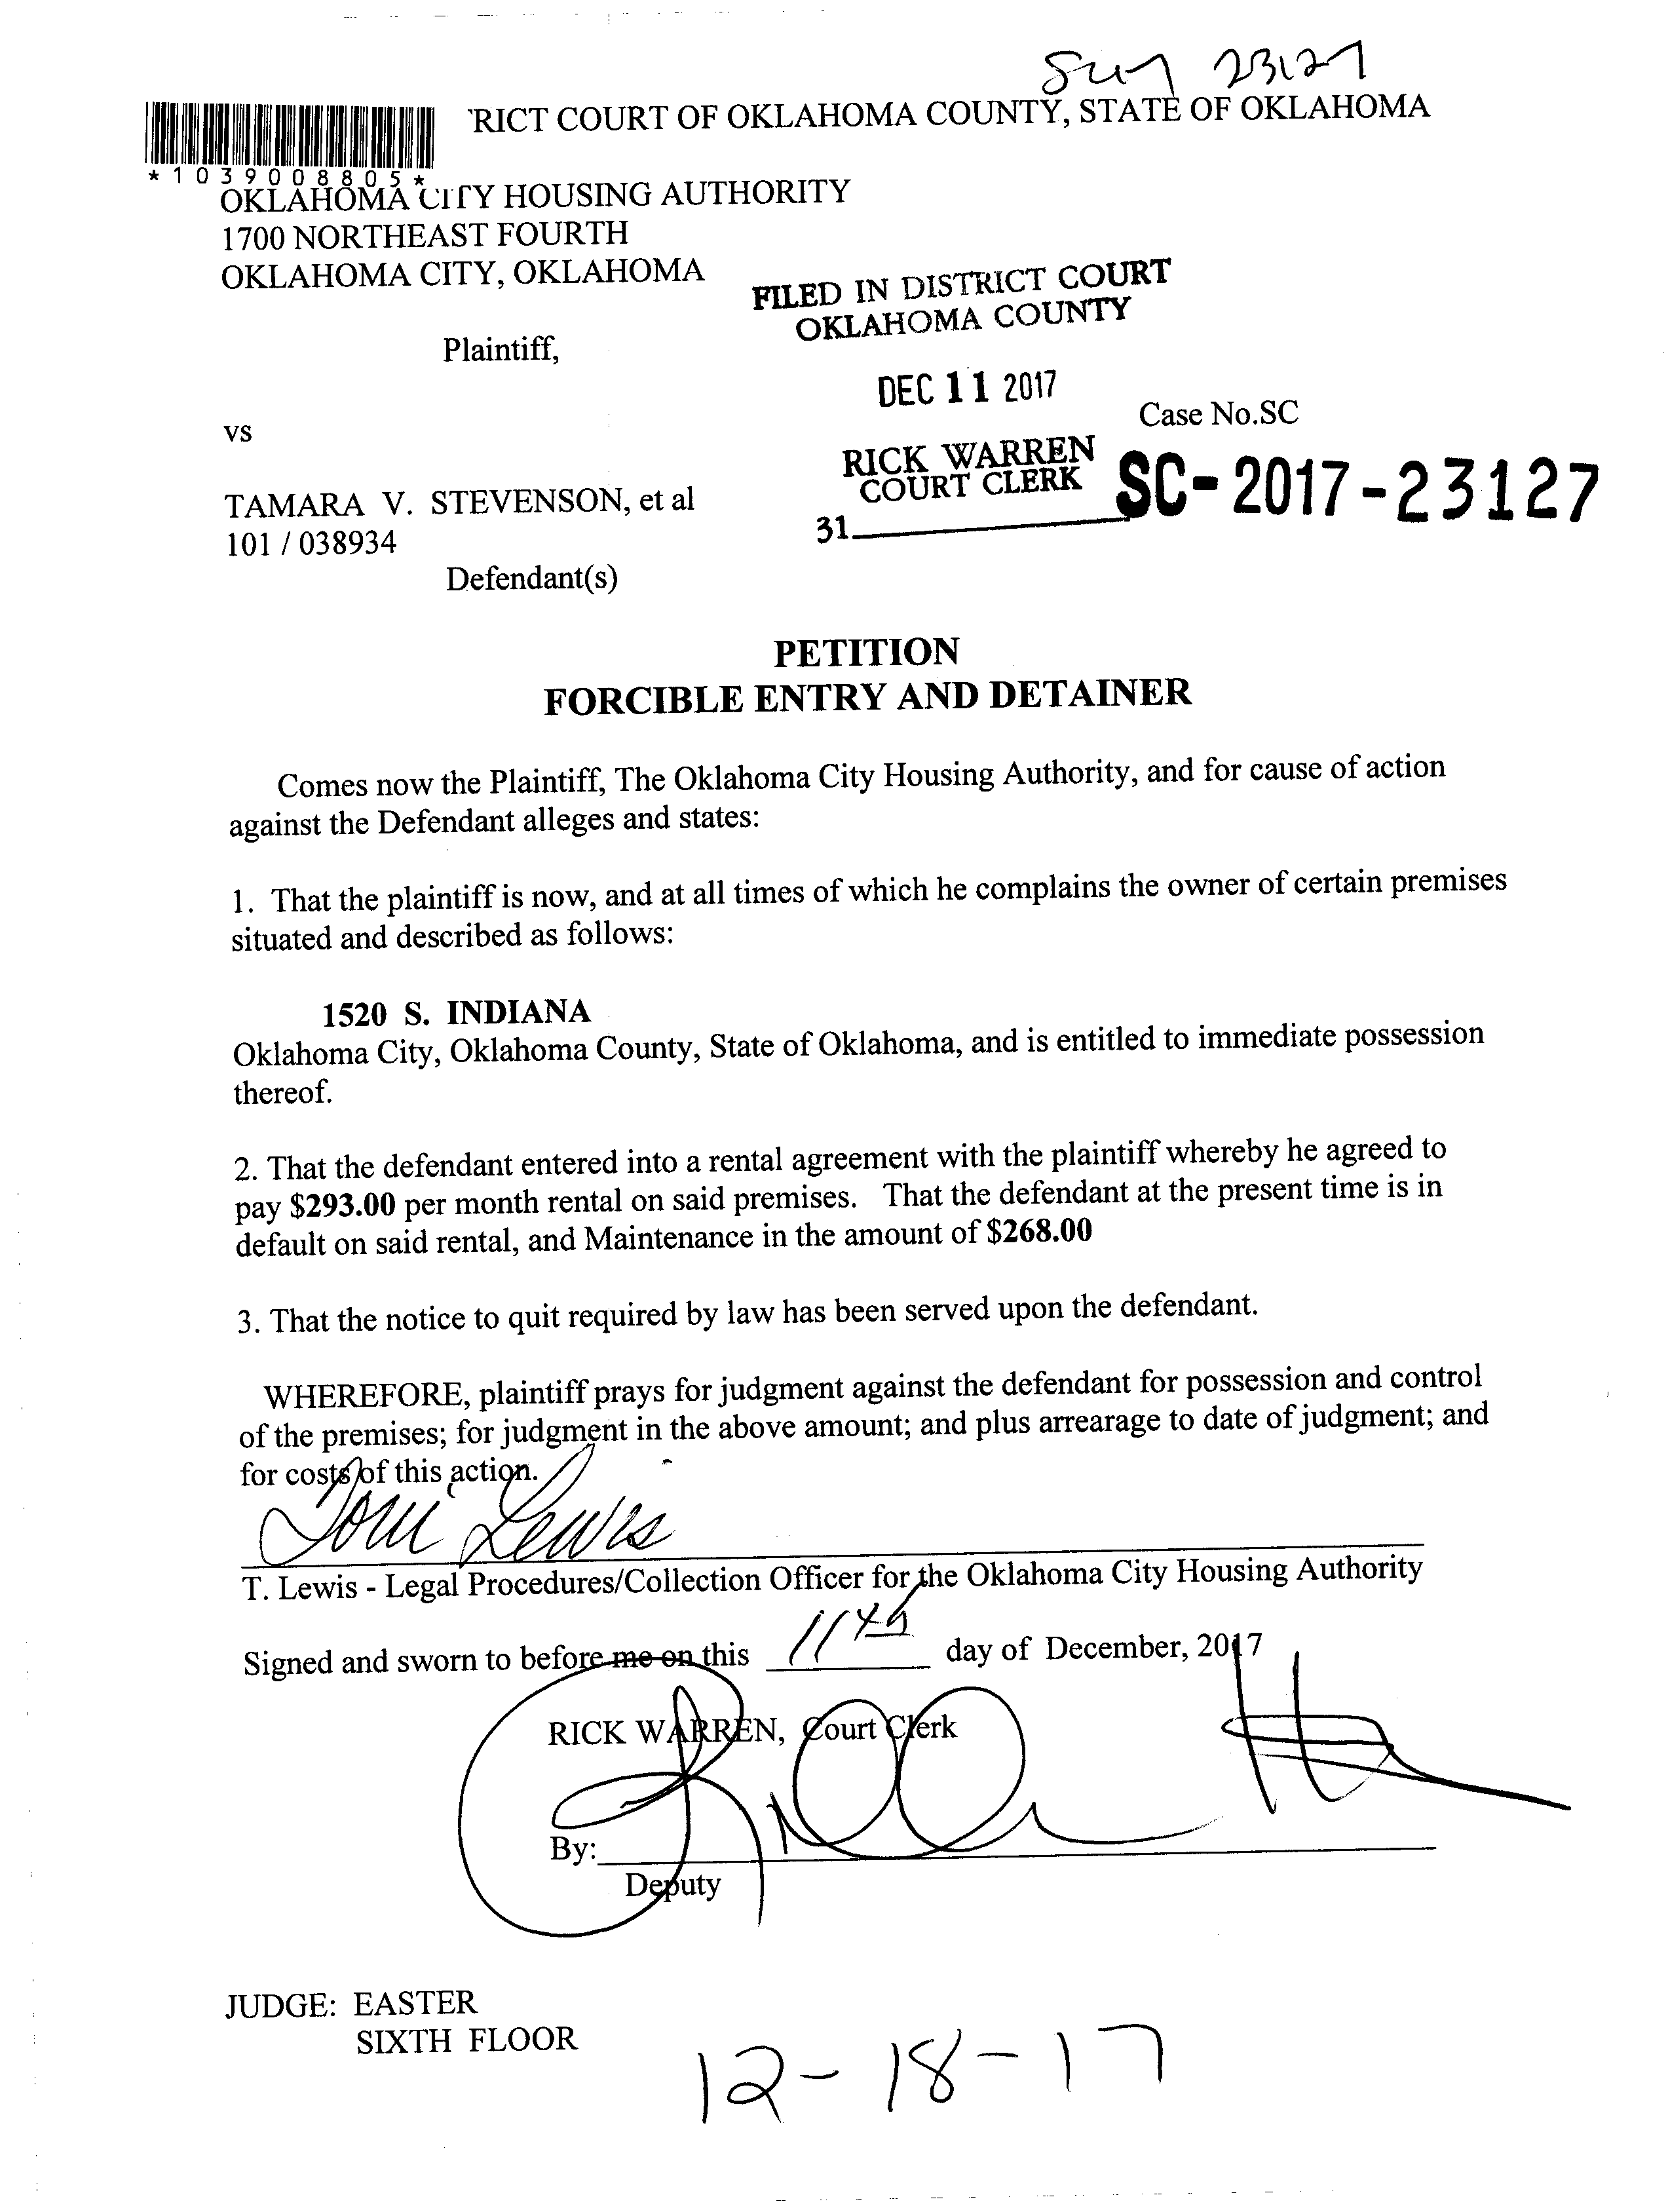 23127
'RICT COURT OF OKLAHOMA COUNTY, STATE OF OKLAHOMA
*1039008805*
OKLAHOMA CITY HOUSING AUTHORITY
1700 NORTHEAST FOURTH
OKLAHOMA CITY, OKLAHOMA
FILED IN DISTRICT COURT
OKLAHOMA COUNTY
Plaintiff,
DEC 11 2017
Case No.SC
vs
RICK WARREN
COURT CLERK
SC-2017-23127
31
TAMARA V. STEVENSON, et al
101 / 038934
Defendant(s)
PETITION
FORCIBLE ENTRY AND DETAINER
Comes now the Plaintiff, The Oklahoma City Housing Authority, and for cause of action
against the Defendant alleges and states:
1. That the plaintiff is now, and at all times of which he complains the owner of certain premises
situated and described as follows:
1520 S. INDIANA
Oklahoma City, Oklahoma County, State of Oklahoma, and is entitled to immediate possession
thereof.
2. That the defendant entered into a rental agreement with the plaintiff whereby he agreed to
pay $293.00 per month rental on said premises. That the defendant at the present time is in
default on said rental, and Maintenance in the amount of $268.00
3. That the notice to quit required by law has been served upon the defendant.
WHEREFORE, plaintiff prays for judgment against the defendant for possession and control
of the premises; for judgment in the above amount; and plus arrearage to date of judgment; and
for costs of this action.
Toni Lewis
T. Lewis - Legal Procedures/Collection Officer for the Oklahoma City Housing Authority
Signed and sworn to before me on this 11th day of December, 2017
RICK WARREN, Court Clerk
By:
Deputy
JUDGE: EASTER
SIXTH FLOOR
12-18-17